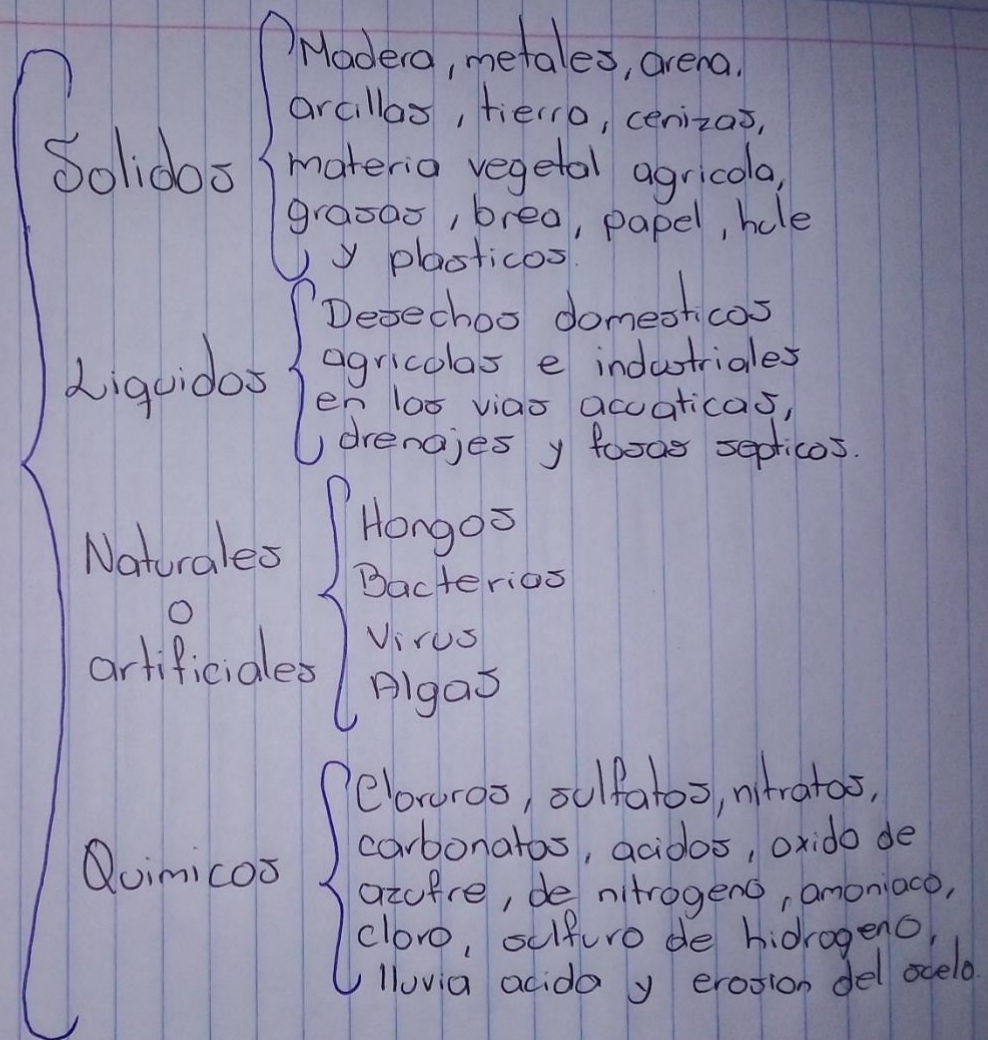 Madera, metales, arena.
arcillas, tierra, cenizas,
Solidos
materia vegetal agricola,
grasas, brea, papel, hule
y plasticos.
Desechos domesticos
agricolas e industriales
Liquidos
en las vias acuaticas,
drenajes y fosas septicos.
Naturales
o
artificiales
Hongos
Bacterias
Virus
Algas
Quimicos
Cloruros, sulfatos, nitratos,
carbonatos, acidos, oxido de
azufre, de nitrogeno, amoniaco,
cloro, sulfuro de hidrogeno,
lluvia acida y erosion del suelo.